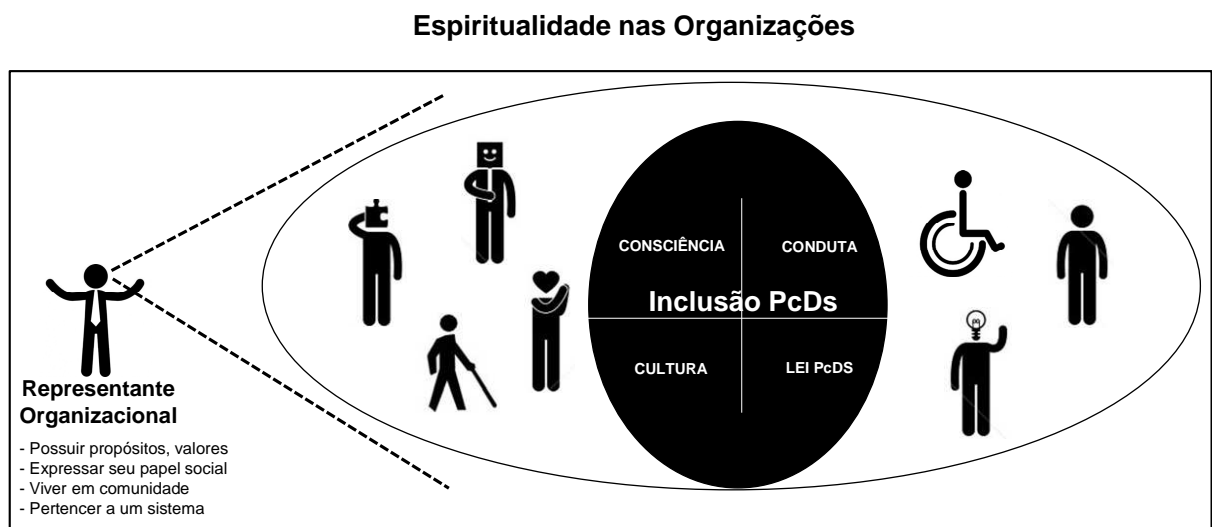 Espiritualidade nas Organizações
CONSCIÊNCIA
CONDUTA
Inclusão PcDs
CULTURA
LEI PcDS
Representante
Organizacional
- Possuir propósitos, valores
- Expressar seu papel social
- Viver em comunidade
- Pertencer a um sistema